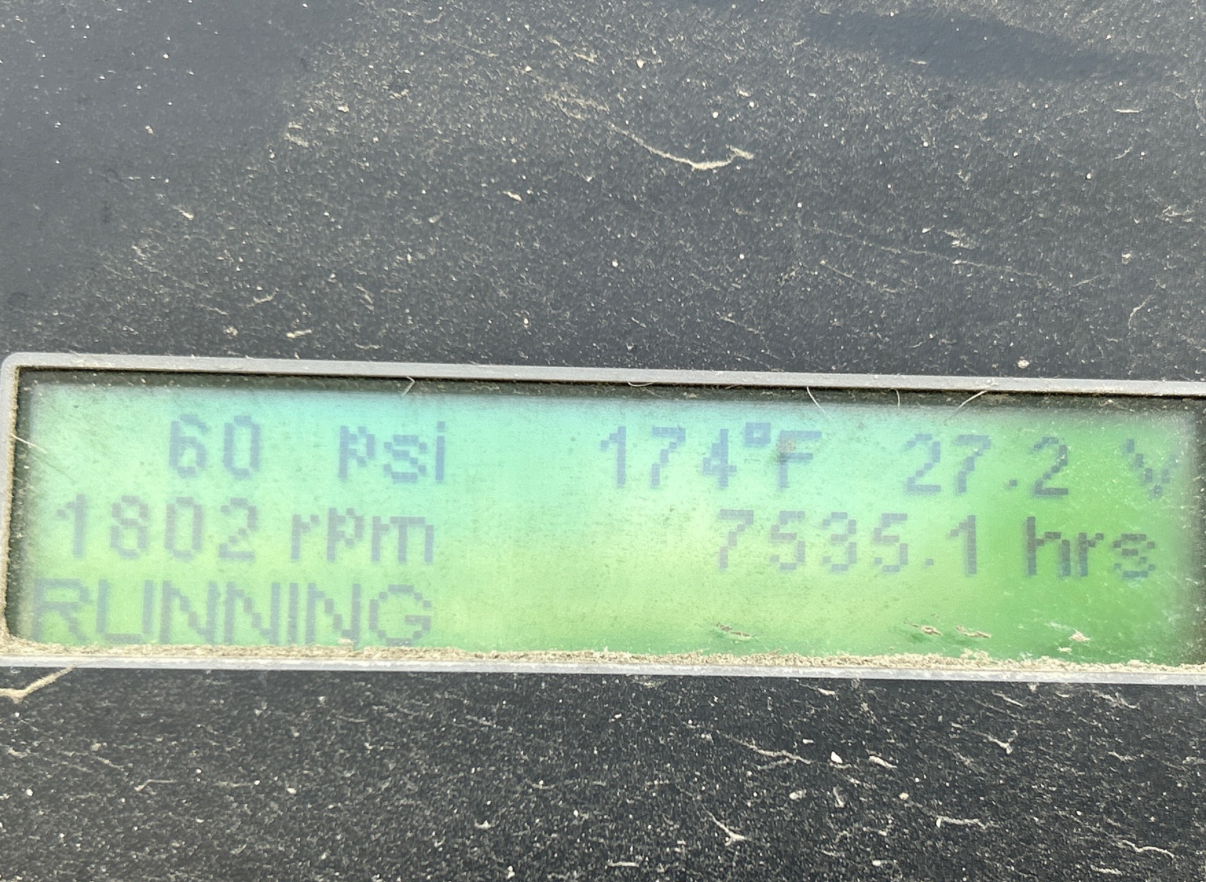 60 psi 174°F 27.2 V
1802 rpm 7535.1 hrs
RUNNING